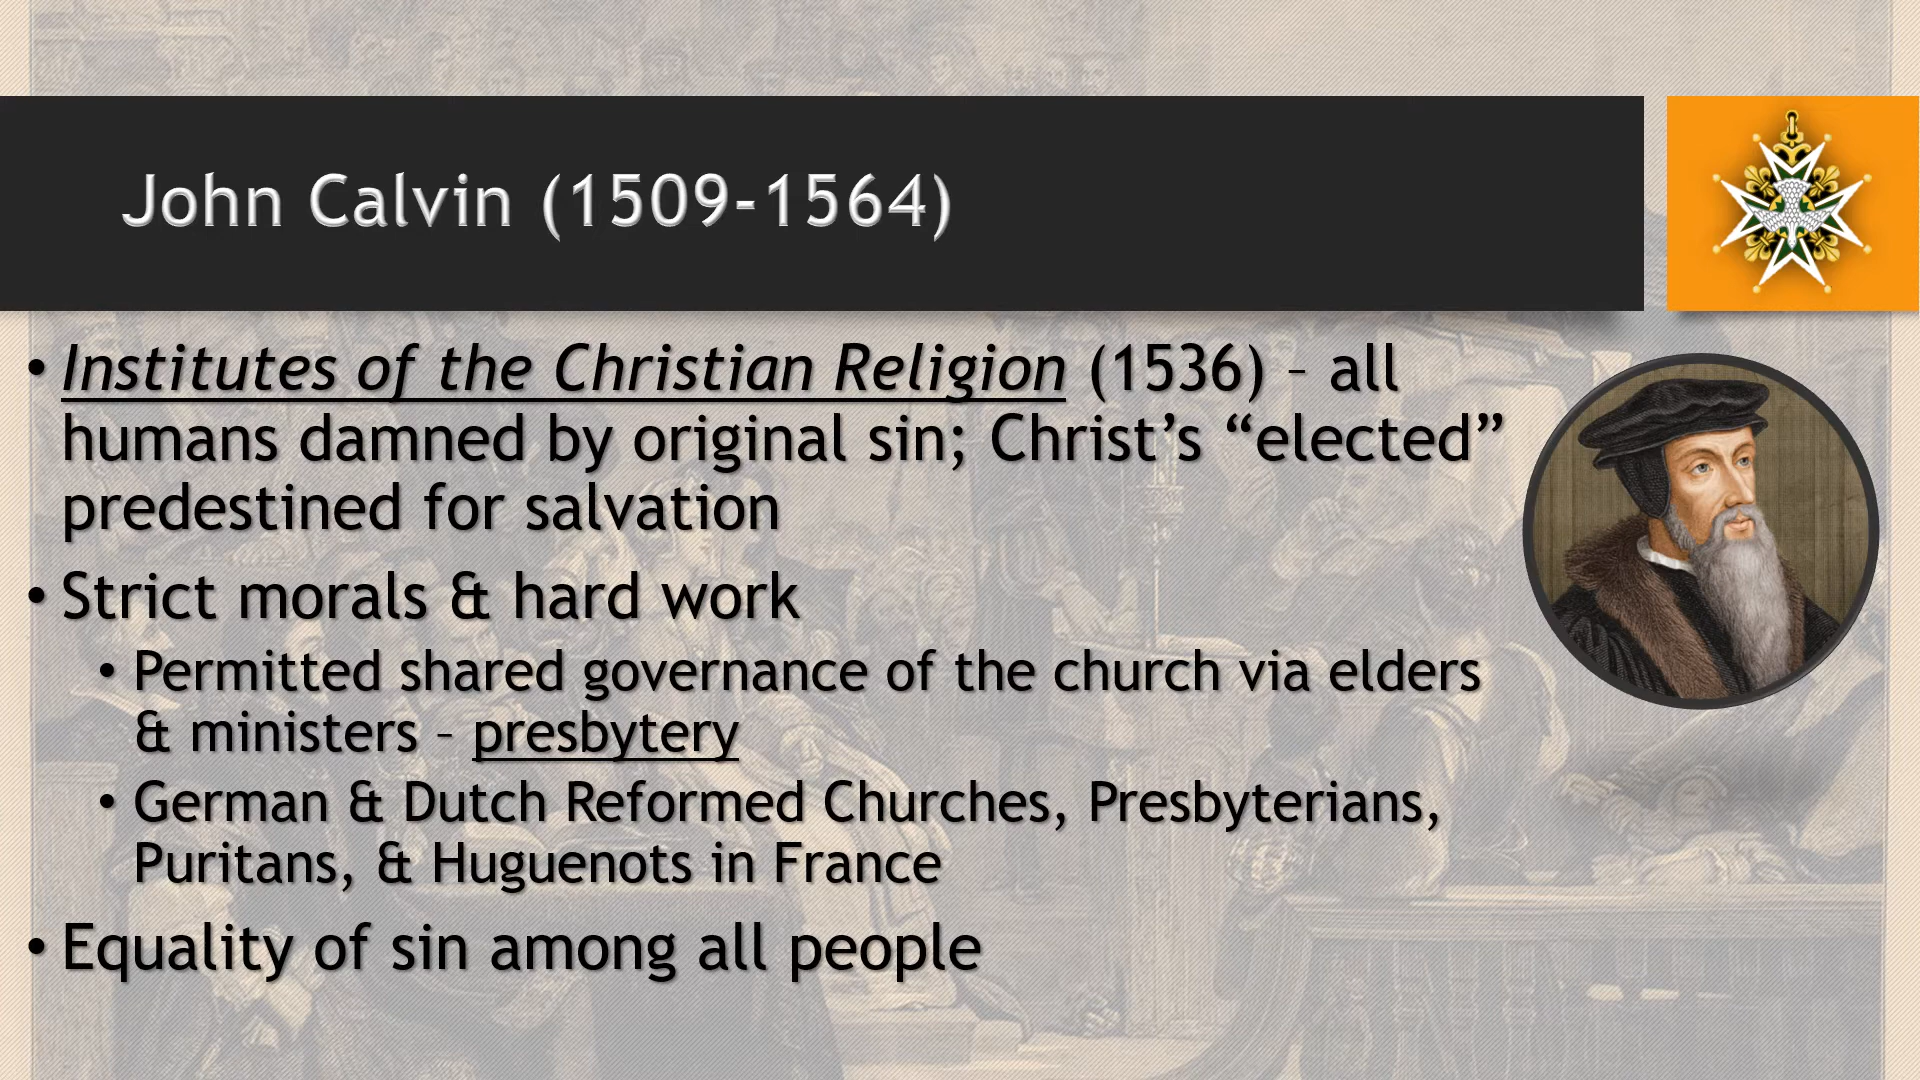 John Calvin (1509-1564)
• Institutes of the Christian Religion (1536) – all
humans damned by original sin; Christ’s “elected”
predestined for salvation
• Strict morals & hard work
• Permitted shared governance of the church via elders
& ministers – presbytery
• German & Dutch Reformed Churches, Presbyterians,
Puritans, & Huguenots in France
• Equality of sin among all people